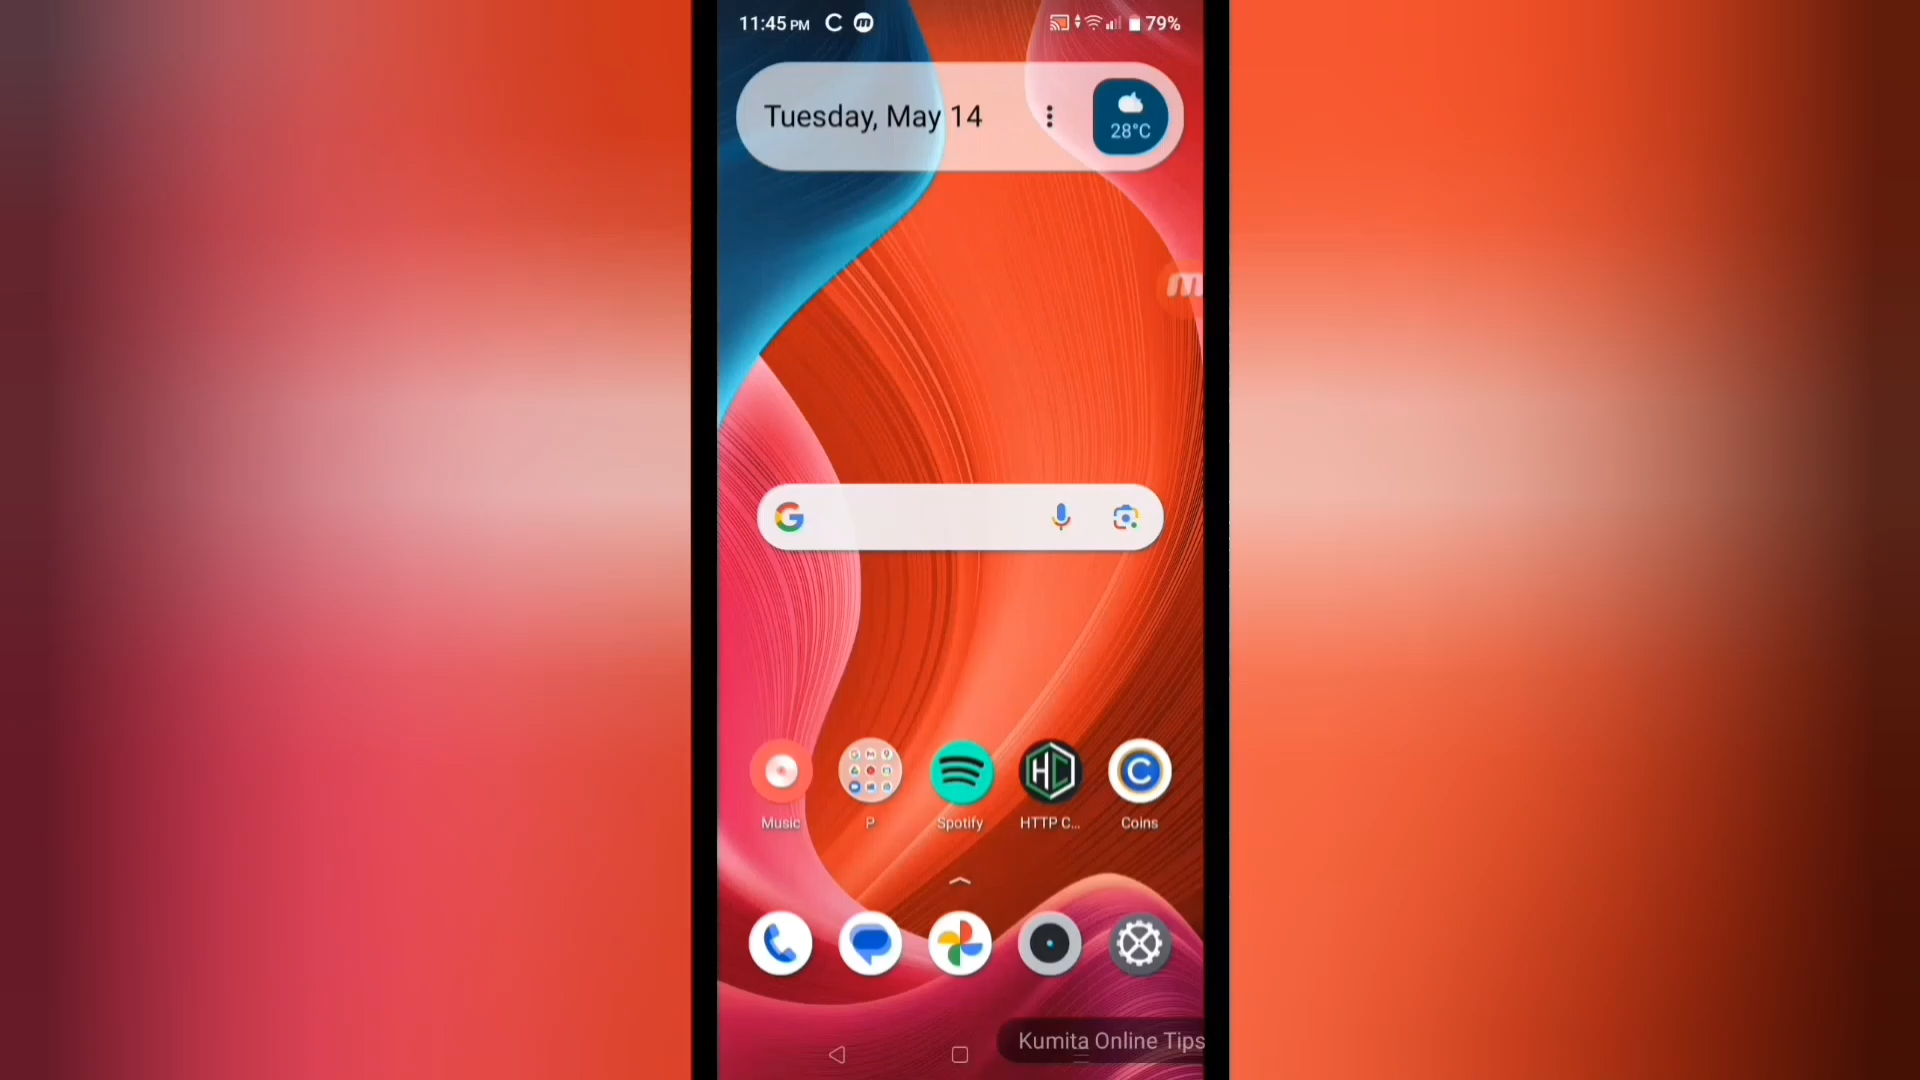 11:45 PM
79%
Tuesday, May 14
28°C
Music
P
Spotify
HTTP C...
Coins
Kumita Online Tips